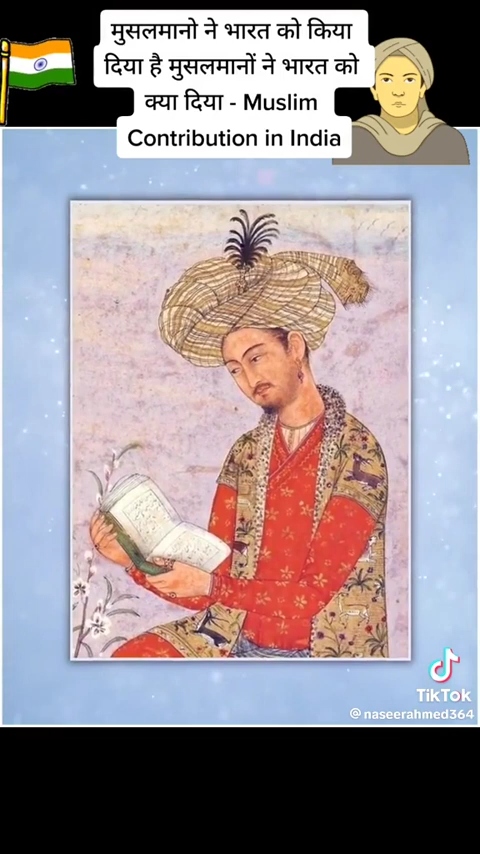 मुसलमानो ने भारत को किया
दिया है मुसलमानों ने भारत को
क्या दिया - Muslim
Contribution in India
TikTok
@naseerahmed364